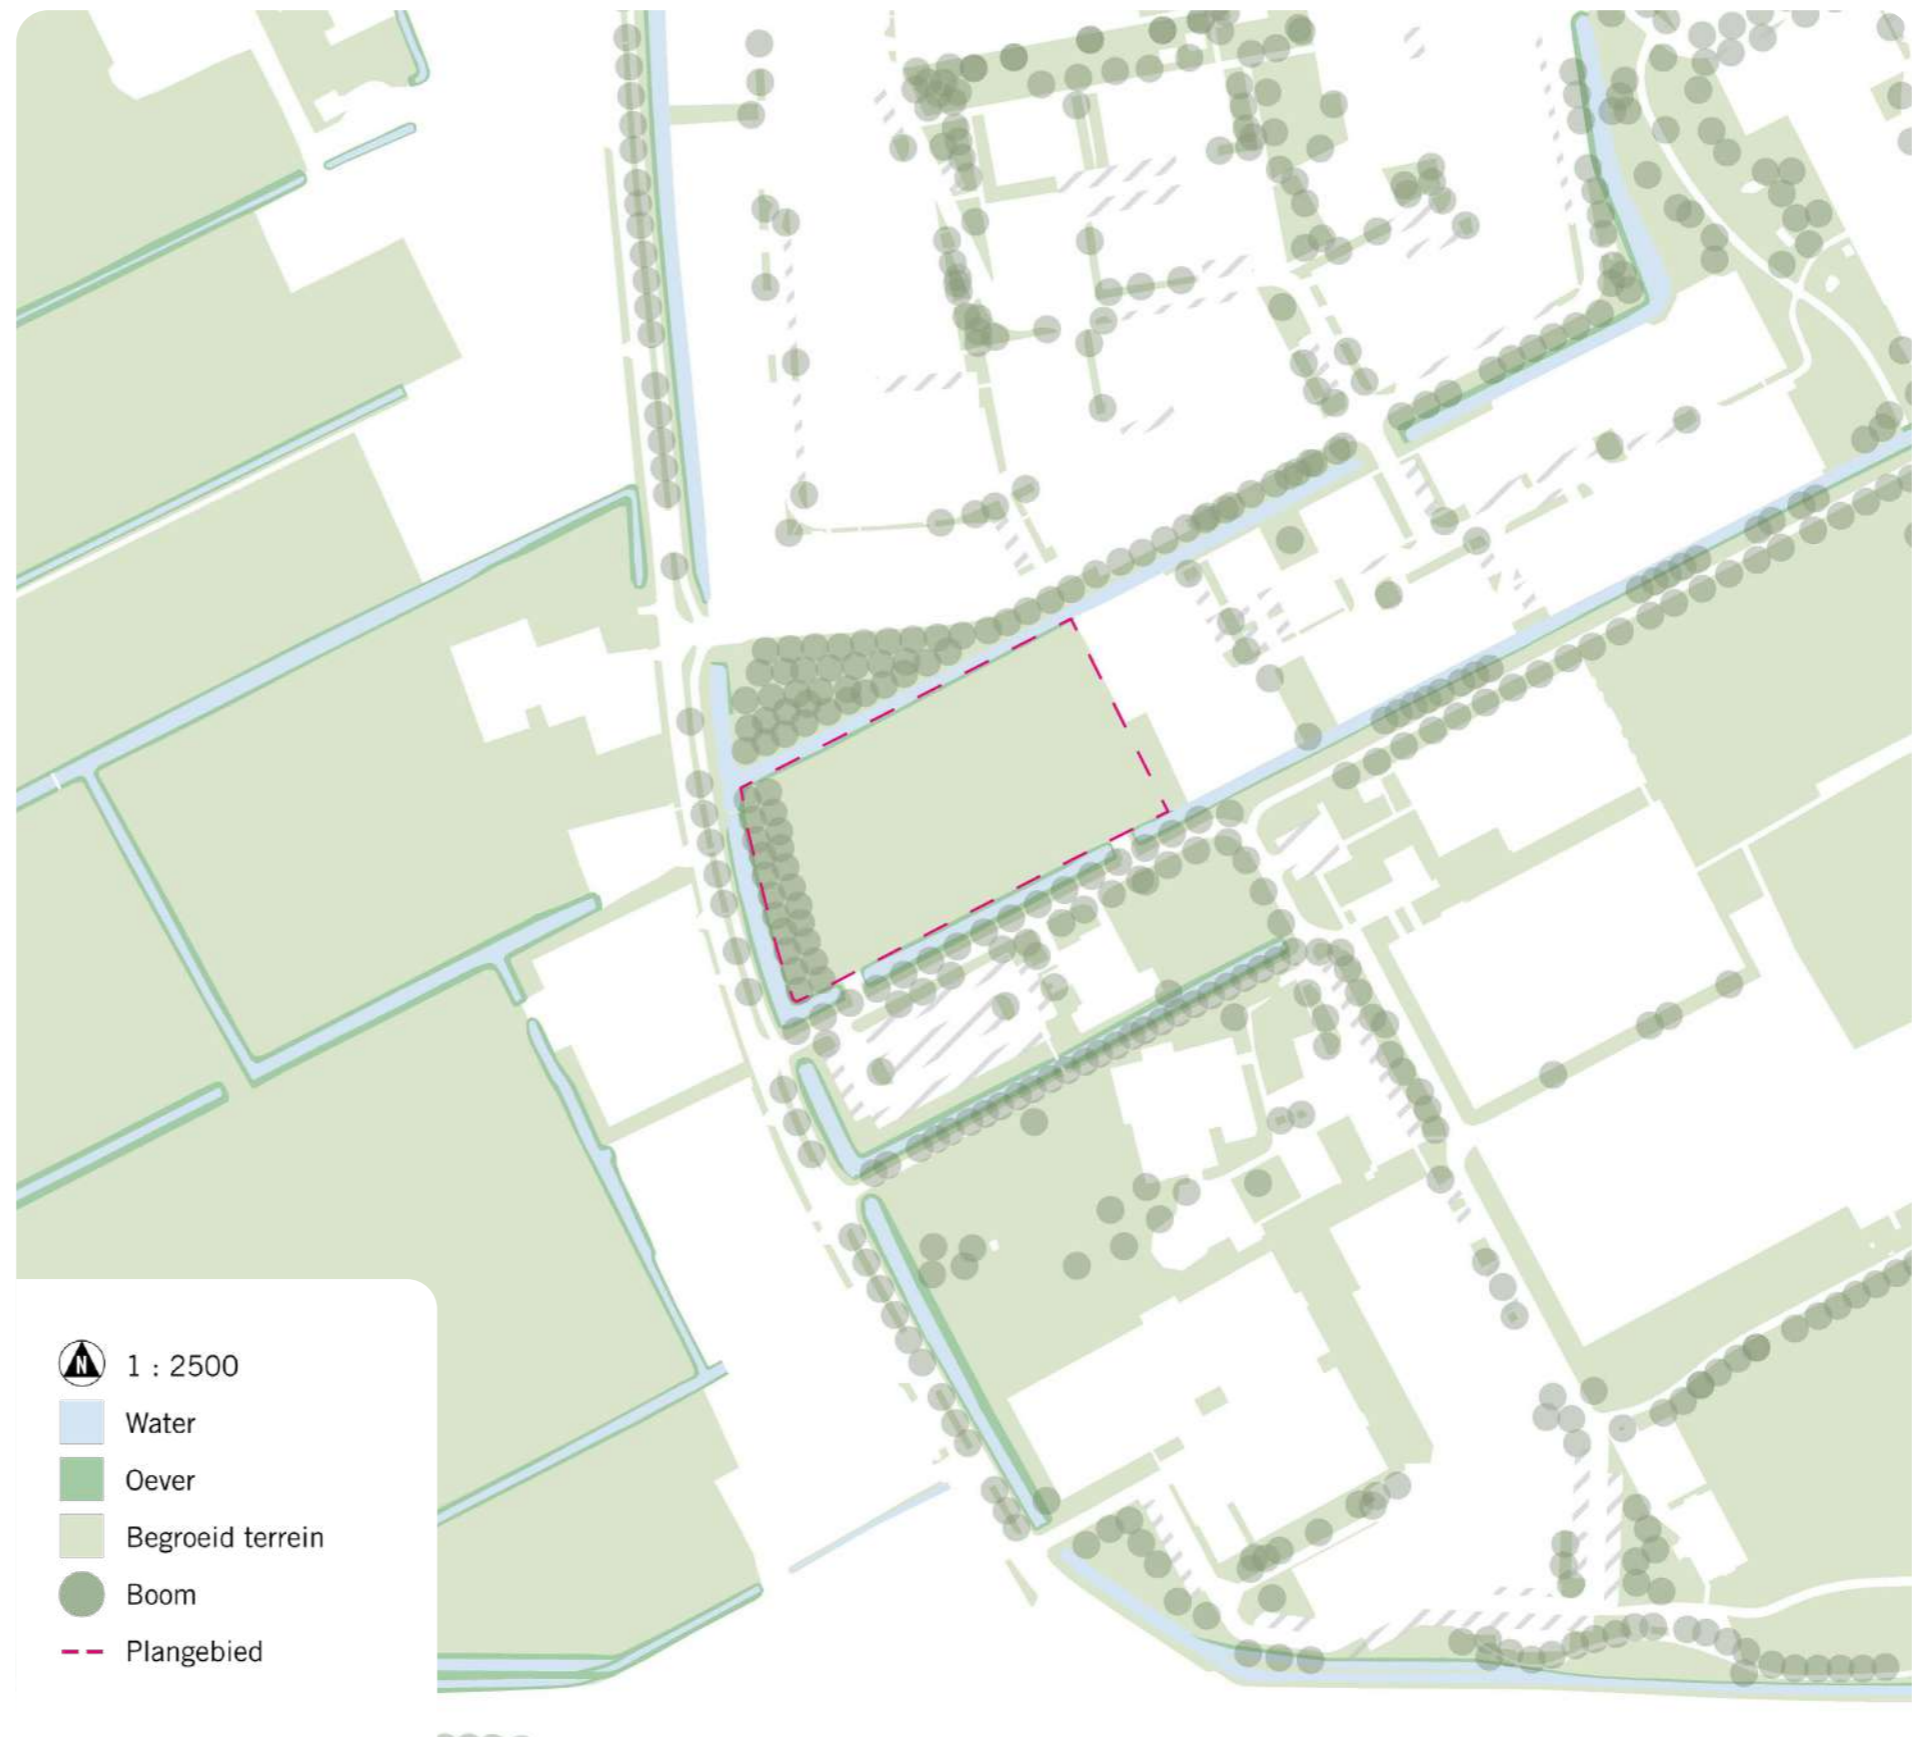 N 1 : 2500
Water
Oever
Begroeid terrein
Boom
Plangebied